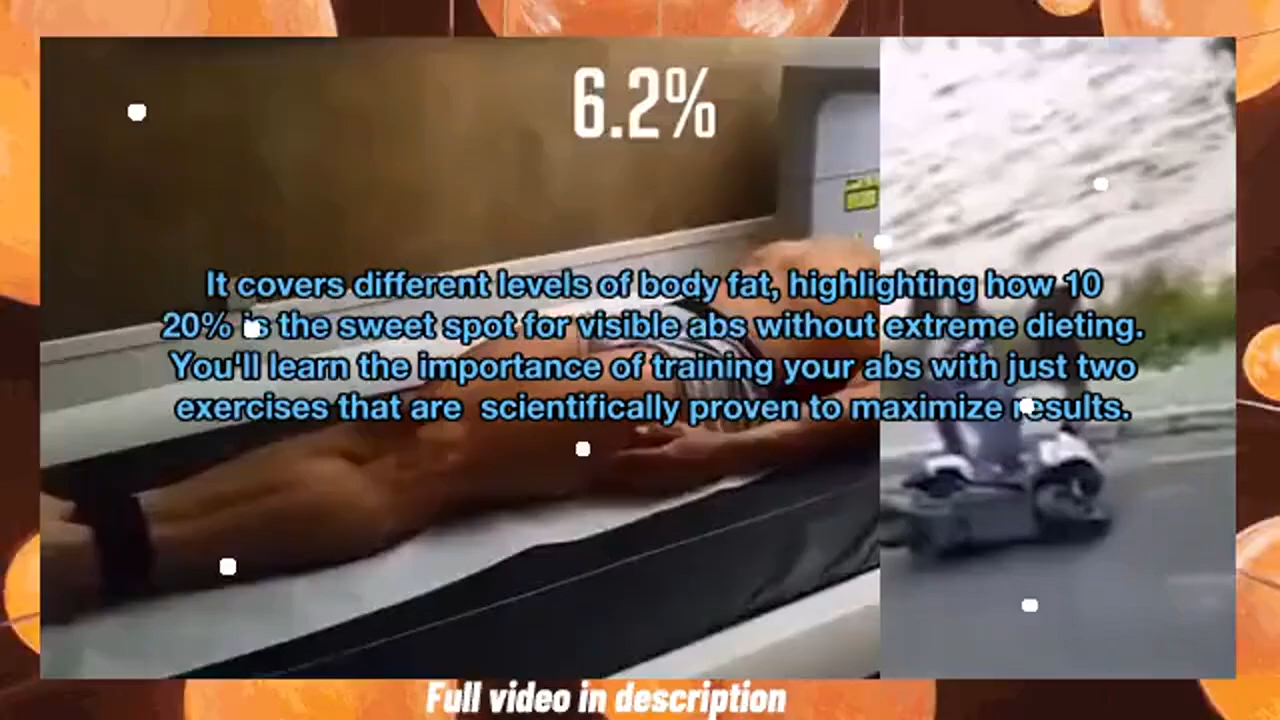 6.2%
It covers different levels of body fat, highlighting how 10
20% is the sweet spot for visible abs without extreme dieting.
You'll learn the importance of training your abs with just two
exercises that are  scientifically proven to maximize results.
Full video in description